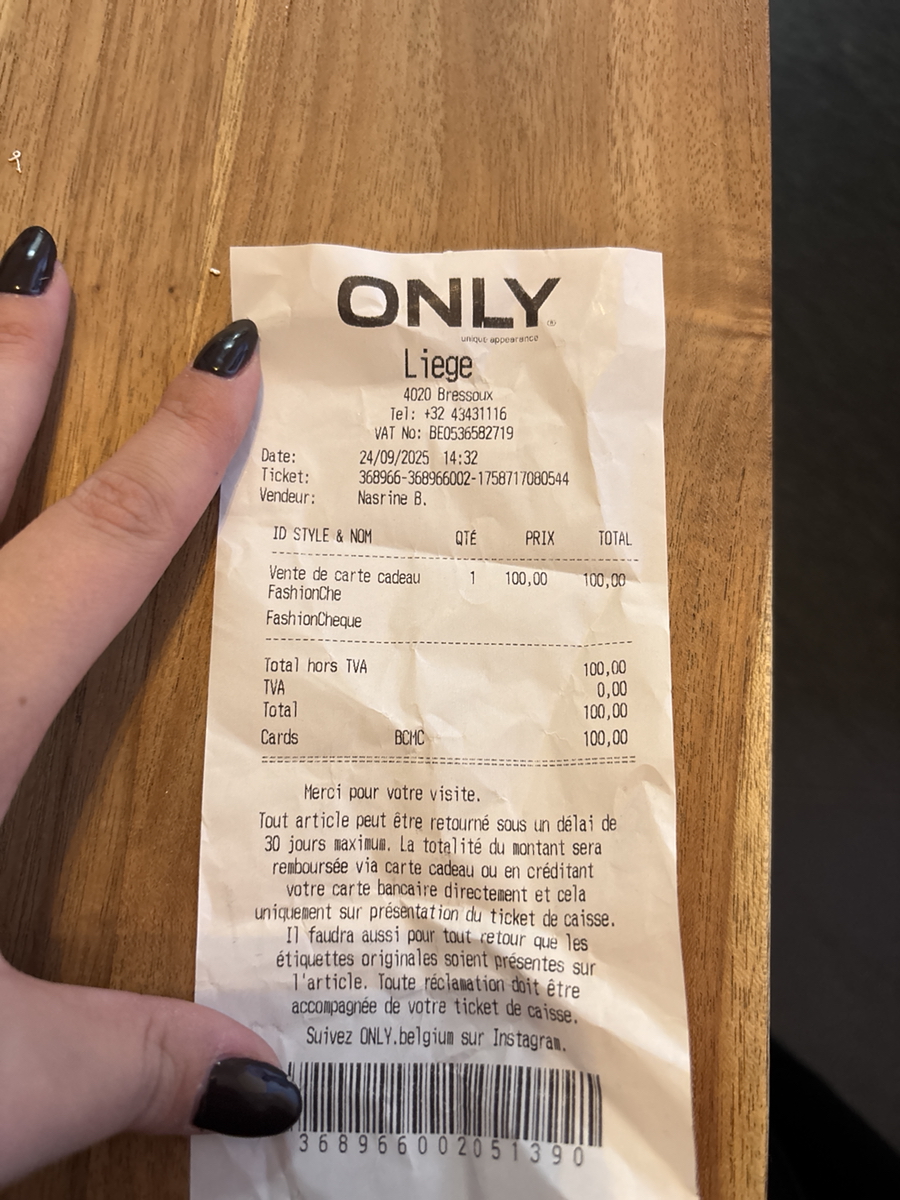 ONLY®
unique appearance
Liege
4020 Bressoux
Tel: +32 43431116
VAT No: BE0536582719
Date: 24/09/2025 14:32
Ticket: 368966-368966002-1758717080544
Vendeur: Nasrine B.
ID STYLE & NOM QTÉ PRIX TOTAL
Vente de carte cadeau 1 100,00 100,00
FashionChe
FashionCheque
Total hors TVA 100,00
TVA 0,00
Total 100,00
Cards BCMC 100,00
Merci pour votre visite.
Tout article peut être retourné sous un délai de
30 jours maximum. La totalité du montant sera
remboursée via carte cadeau ou en créditant
votre carte bancaire directement et cela
uniquement sur présentation du ticket de caisse.
Il faudra aussi pour tout retour que les
étiquettes originales soient présentes sur
l'article. Toute réclamation doit être
accompagnée de votre ticket de caisse.
Suivez ONLY.belgium sur Instagram.
368966002051390